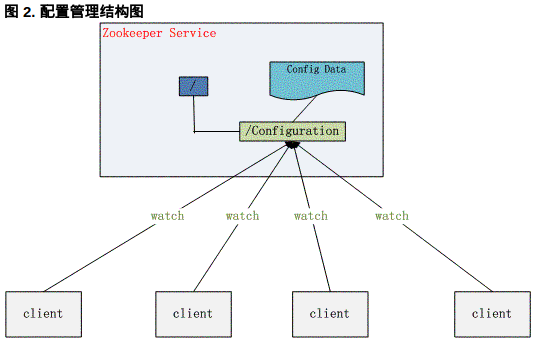 图 2. 配置管理结构图
Zookeeper Service
Config Data
/
/Configuration
watch
watch
watch
watch
client
client
client
client